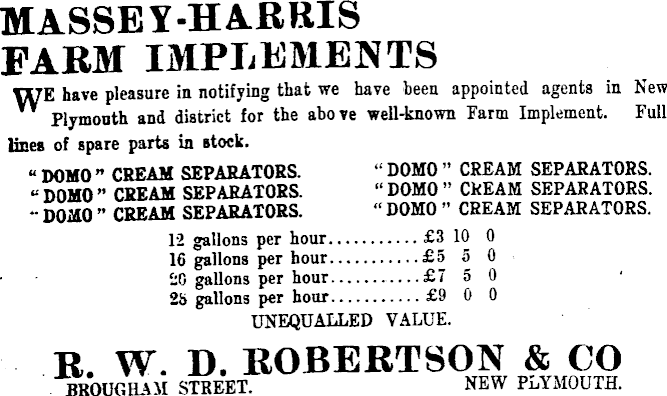 MASSEY-HARRIS
FARM IMPLEMENTS
WE have pleasure in notifying that we have been appointed agents in New
Plymouth and district for the above well-known Farm Implement. Full
lines of spare parts in stock.
"DOMO" CREAM SEPARATORS. "DOMO" CREAM SEPARATORS.
"DOMO" CREAM SEPARATORS. "DOMO" CREAM SEPARATORS.
"DOMO" CREAM SEPARATORS. "DOMO" CREAM SEPARATORS.
12 gallons per hour...........£3 10 0
16 gallons per hour...........£5 5 0
20 gallons per hour...........£7 5 0
28 gallons per hour...........£9 0 0
UNEQUALLED VALUE.
R. W. D. ROBERTSON & CO
BROUGHAM STREET. NEW PLYMOUTH.